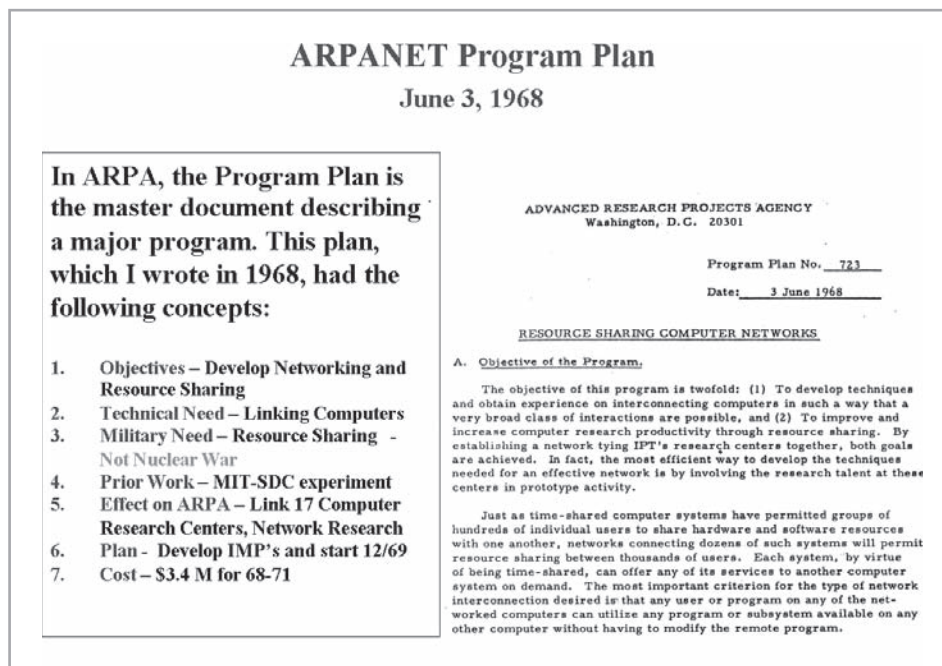 ARPANET Program Plan
June 3, 1968
In ARPA, the Program Plan is
the master document describing
a major program. This plan,
which I wrote in 1968, had the
following concepts:
1. Objectives – Develop Networking and
Resource Sharing
2. Technical Need – Linking Computers
3. Military Need – Resource Sharing -
Not Nuclear War
4. Prior Work – MIT-SDC experiment
5. Effect on ARPA – Link 17 Computer
Research Centers, Network Research
6. Plan - Develop IMP's and start 12/69
7. Cost – $3.4 M for 68-71
ADVANCED RESEARCH PROJECTS AGENCY
Washington, D.C. 20301
Program Plan No. 723
Date: 3 June 1968
RESOURCE SHARING COMPUTER NETWORKS
A. Objective of the Program.
The objective of this program is twofold: (1) To develop techniques
and obtain experience on interconnecting computers in such a way that a
very broad class of interactions are possible, and (2) To improve and
increase computer research productivity through resource sharing. By
establishing a network tying IPT's research centers together, both goals
are achieved. In fact, the most efficient way to develop the techniques
needed for an effective network is by involving the research talent at these
centers in prototype activity.
Just as time-shared computer systems have permitted groups of
hundreds of individual users to share hardware and software resources
with one another, networks connecting dozens of such systems will permit
resource sharing between thousands of users. Each system, by virtue
of being time-shared, can offer any of its services to another computer
system on demand. The most important criterion for the type of network
interconnection desired is that any user or program on any of the net-
worked computers can utilize any program or subsystem available on any
other computer without having to modify the remote program.